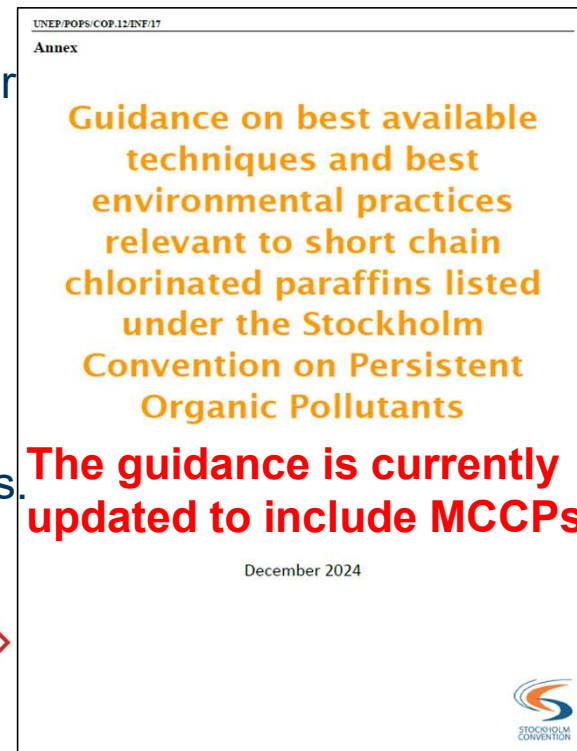 UNEP/POPS/COP.12/INF/17
Annex
r
Guidance on best available
techniques and best
environmental practices
relevant to short chain
chlorinated paraffins listed
under the Stockholm
Convention on Persistent
Organic Pollutants
s.
The guidance is currently
updated to include MCCPs
December 2024
STOCKHOLM
CONVENTION